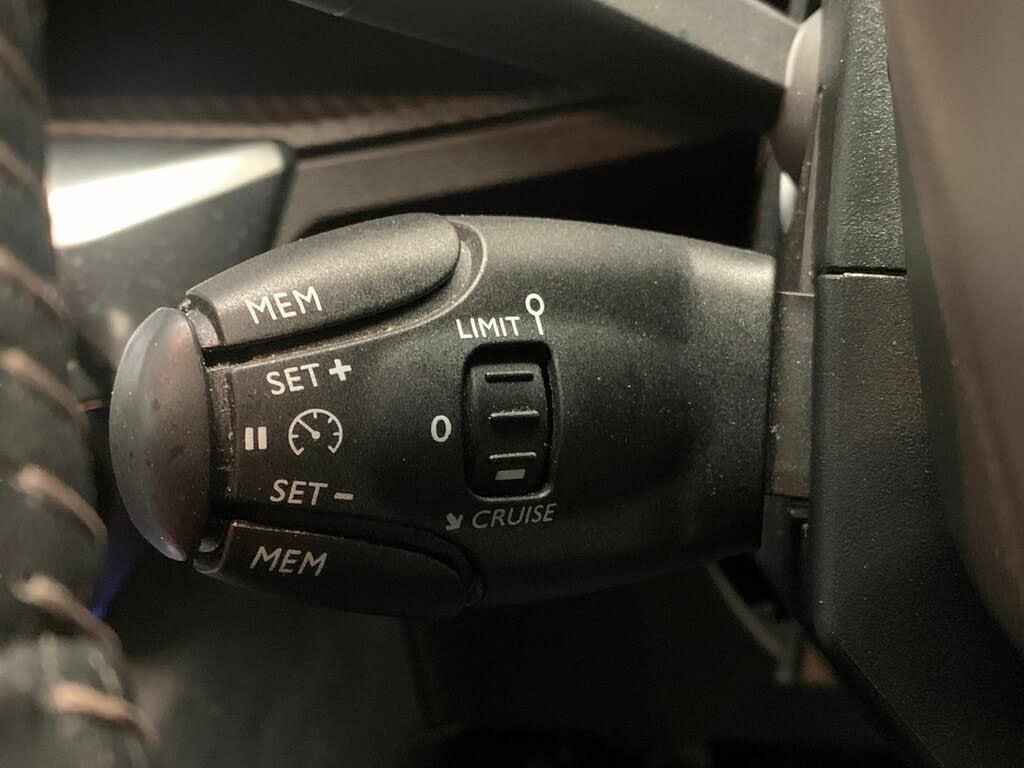 MEM
LIMIT
SET +
0
SET -
CRUISE
MEM